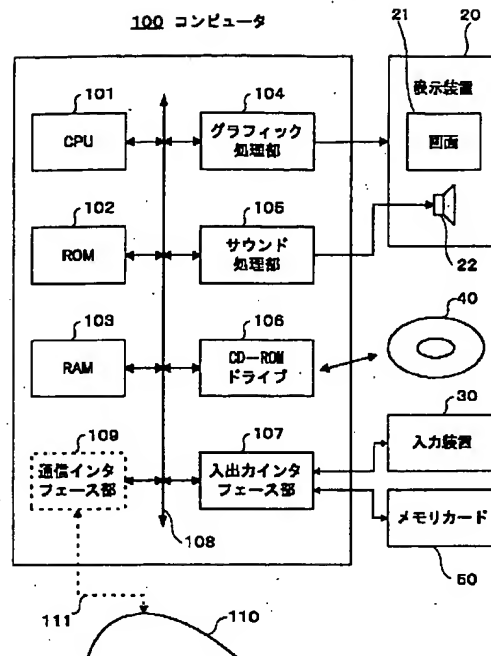 100 コンピュータ
21
20
101
CPU
104
グラフィック
処理部
表示装置
画面
102
ROM
105
サウンド
処理部
22
103
RAM
106
CD-ROM
ドライブ
40
109
通信インタ
フェース部
107
入出力インタ
フェース部
30
入力装置
メモリカード
50
108
111
110